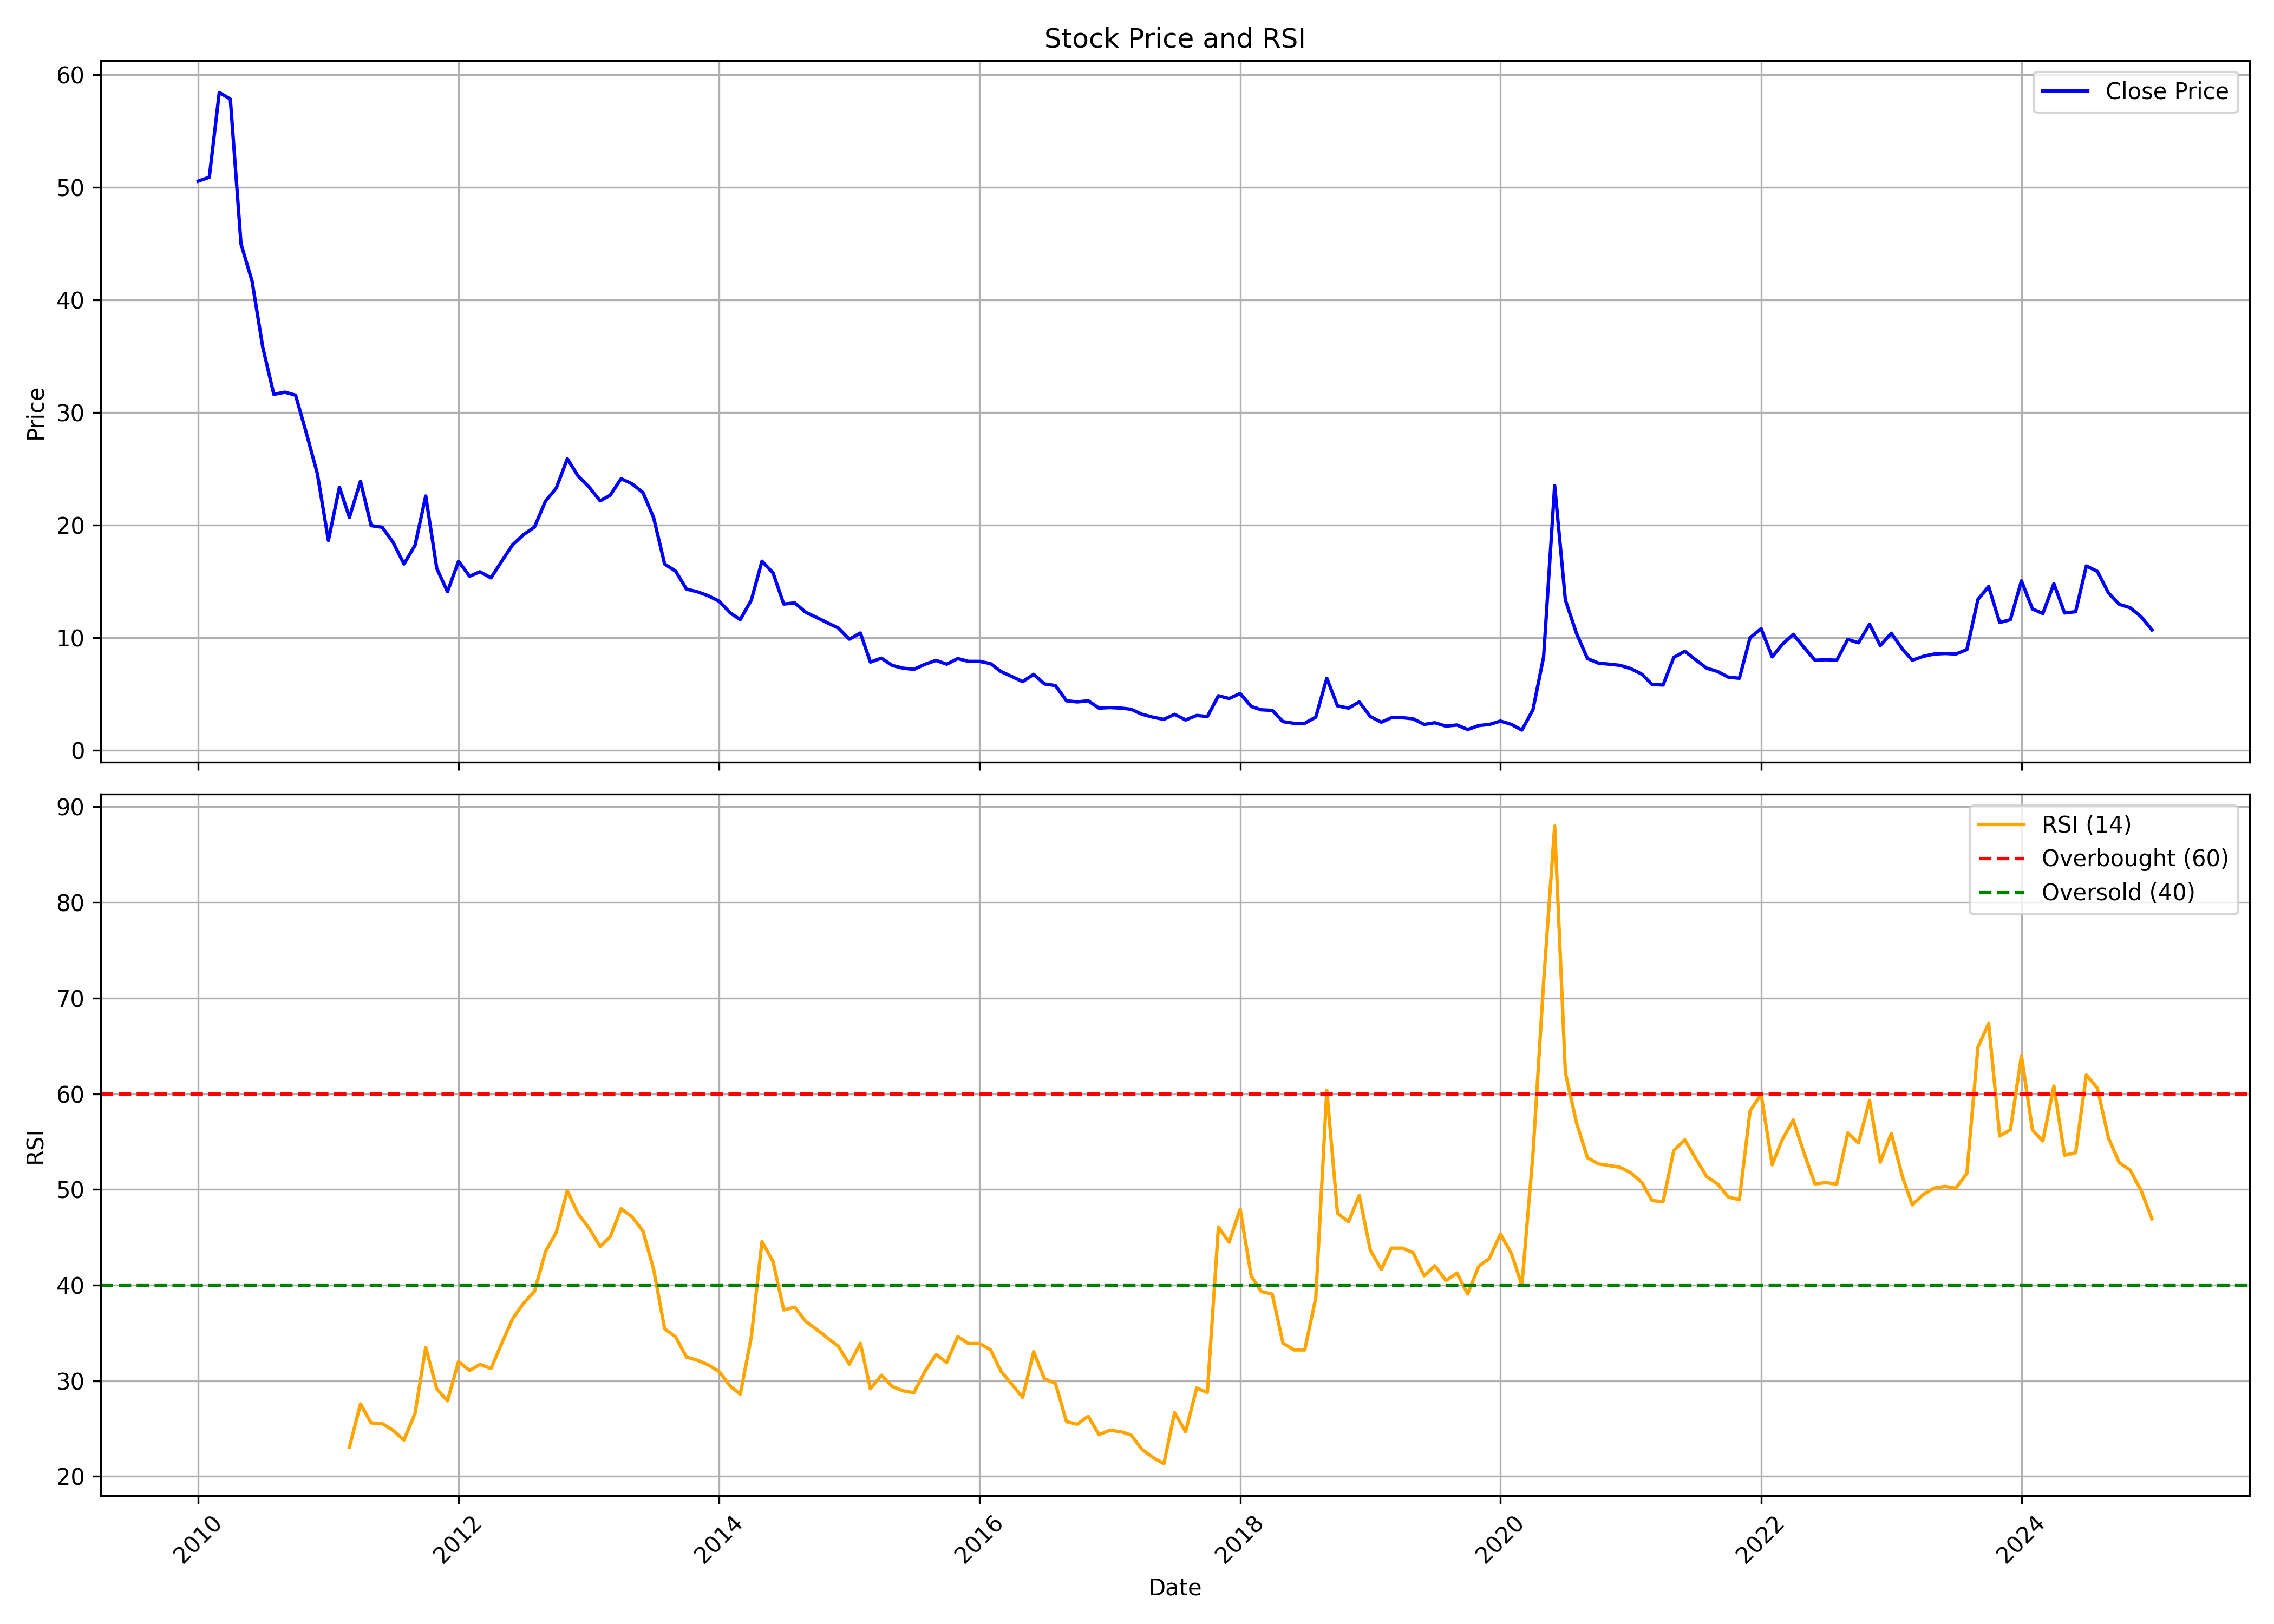 Stock Price and RSI
60
50
40
30
20
10
0
Price
Close Price
90
80
70
60
50
40
30
20
RSI
RSI (14)
Overbought (60)
Oversold (40)
2010
2012
2014
2016
2018
2020
2022
2024
Date